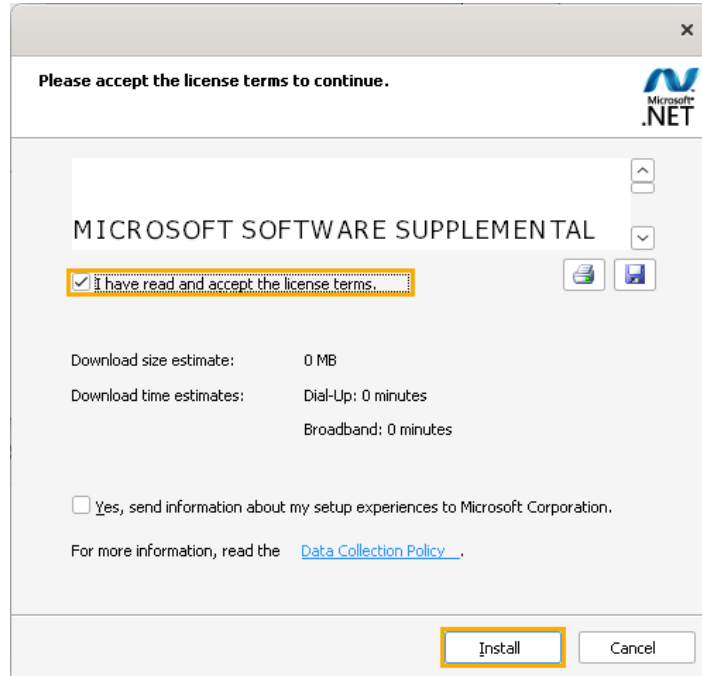 Please accept the license terms to continue.
Microsoft
.NET
MICROSOFT SOFTWARE SUPPLEMENTAL
I have read and accept the license terms.
Download size estimate: 0 MB
Download time estimates: Dial-Up: 0 minutes
Broadband: 0 minutes
Yes, send information about my setup experiences to Microsoft Corporation.
For more information, read the Data Collection Policy .
Install Cancel